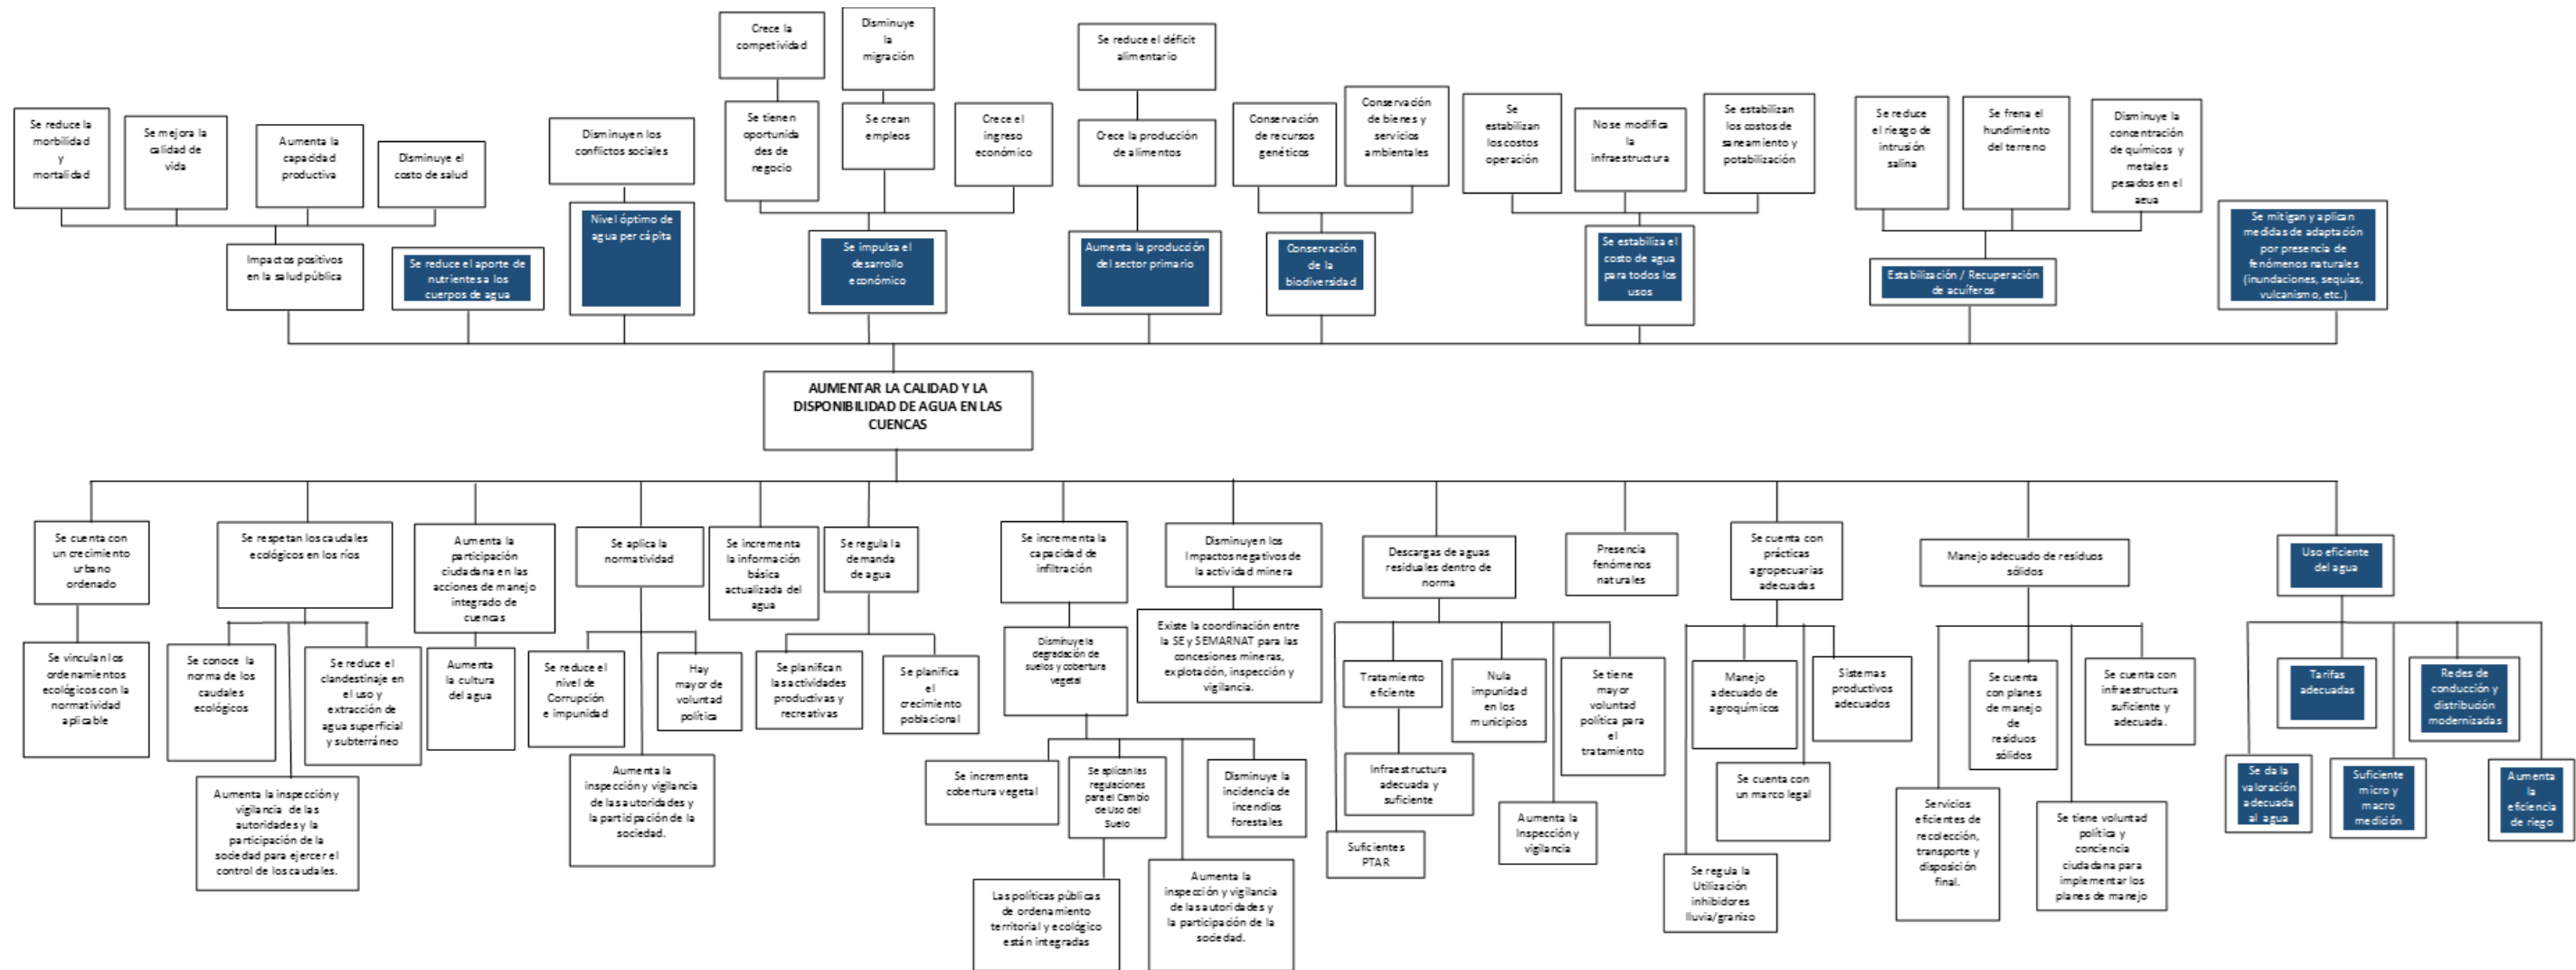 Crece la
competividad
Disminuye
la
migración
Se reduce el déficit
alimentario
Se reduce la
morbilidad
y
mortalidad
Se mejora la
calidad de
vida
Aumenta la
capacidad
productiva
Disminuye el
costo de salud
Disminuyen los
conflictos sociales
Se tienen
oportunida
des de
negocio
Se crean
empleos
Crece el
ingreso
económico
Crece la producción
de alimentos
Conservación
de recursos
genéticos
Conservación
de bienes y
servicios
ambientales
Se
estabilizan
los costos
operación
No se modifica
la
infraestructura
Se estabilizan
los costos de
saneamiento y
potabilización
Se reduce
el riesgo de
intrusión
salina
Se frena el
hundimiento
del terreno
Disminuye la
concentración
de químicos y
metales
pesados en el
agua
Impactos positivos
en la salud pública
Se reduce el aporte de
nutrientes a los
cuerpos de agua
Nivel óptimo de
agua per cápita
Se impulsa el
desarrollo
económico
Aumenta la producción
del sector primario
Conservación
de la
biodiversidad
Se estabiliza el
costo de agua
para todos los
usos
Estabilización / Recuperación
de acuíferos
Se mitigan y aplican
medidas de adaptación
por presencia de
fenómenos naturales
(inundaciones, sequías,
vulcanismo, etc.)
AUMENTAR LA CALIDAD Y LA
DISPONIBILIDAD DE AGUA EN LAS
CUENCAS
Se cuenta con
un crecimiento
urbano
ordenado
Se respetan los caudales
ecológicos en los ríos
Aumenta la
participación
ciudadana en las
acciones de manejo
integrado de
cuencas
Se aplica la
normatividad
Se incrementa
la información
básica
actualizada del
agua
Se regula la
demanda
de agua
Se incrementa la
capacidad de
infiltración
Disminuyen los
Impactos negativos de
la actividad minera
Descargas de aguas
residuales dentro de
norma
Presencia
fenómenos
naturales
Se cuenta con
prácticas
agropecuarias
adecuadas
Manejo adecuado de residuos
sólidos
Uso eficiente
del agua
Se vinculan los
ordenamientos
ecológicos con la
normatividad
aplicable
Se conoce la
norma de los
caudales
ecológicos
Se reduce el
clandestinaje en
el uso y
extracción de
agua superficial
y subterráneo
Aumenta
la cultura
del agua
Se reduce el
nivel de
Corrupción
e impunidad
Hay
mayor de
voluntad
política
Se planifican
las actividades
productivas y
recreativas
Se planifica
el
crecimiento
poblacional
Disminuye la
degradación de
suelos y cobertura
vegetal
Existe la coordinación entre
la SE y SEMARNAT para las
concesiones mineras,
explotación, inspección y
vigilancia.
Tratamiento
eficiente
Nula
impunidad
en los
municipios
Se tiene
mayor
voluntad
política para
el
tratamiento
Manejo
adecuado de
agroquímicos
Sistemas
productivos
adecuados
Se cuenta
con planes
de manejo
de
residuos
sólidos
Se cuenta con
infraestructura
suficiente y
adecuada.
Tarifas
adecuadas
Redes de
conducción y
distribución
modernizadas
Aumenta la inspección y
vigilancia de las
autoridades y la
participación de la
sociedad para ejercer el
control de los caudales.
Aumenta la
inspección y vigilancia
de las autoridades y
la participación de la
sociedad.
Se incrementa
cobertura vegetal
Se aplican las
regulaciones
para el Cambio
de Uso del
Suelo
Disminuye la
incidencia de
incendios
forestales
Infraestructura
adecuada y
suficiente
Suficientes
PTAR
Aumenta la
Inspección y
vigilancia
Se cuenta con
un marco legal
Servicios
eficientes de
recolección,
transporte y
disposición
final.
Se tiene voluntad
política y
conciencia
ciudadana para
implementar los
planes de manejo
Se da la
valoración
adecuada
al agua
Suficiente
micro y
macro
medición
Aumenta
la
eficiencia
de riego
Las políticas públicas
de ordenamiento
territorial y ecológico
están integradas
Aumenta la
inspección y vigilancia
de las autoridades y
la participación de la
sociedad.
Se regula la
Utilización
inhibidores
lluvia/granizo